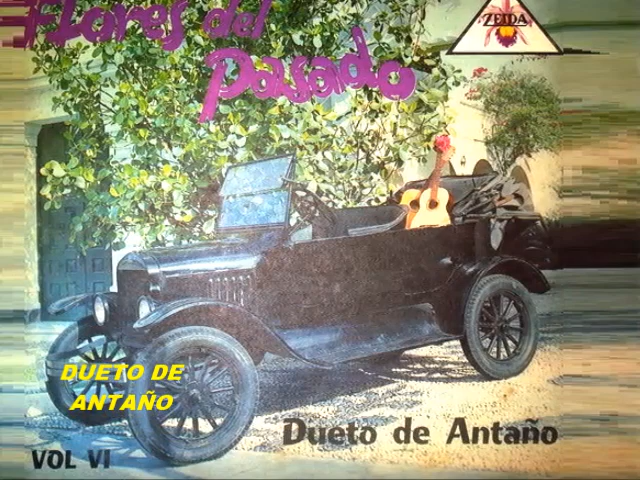 Flores del
Pasado
ZEIDA
DUETO DE
ANTAÑO
Dueto de Antaño
VOL VI